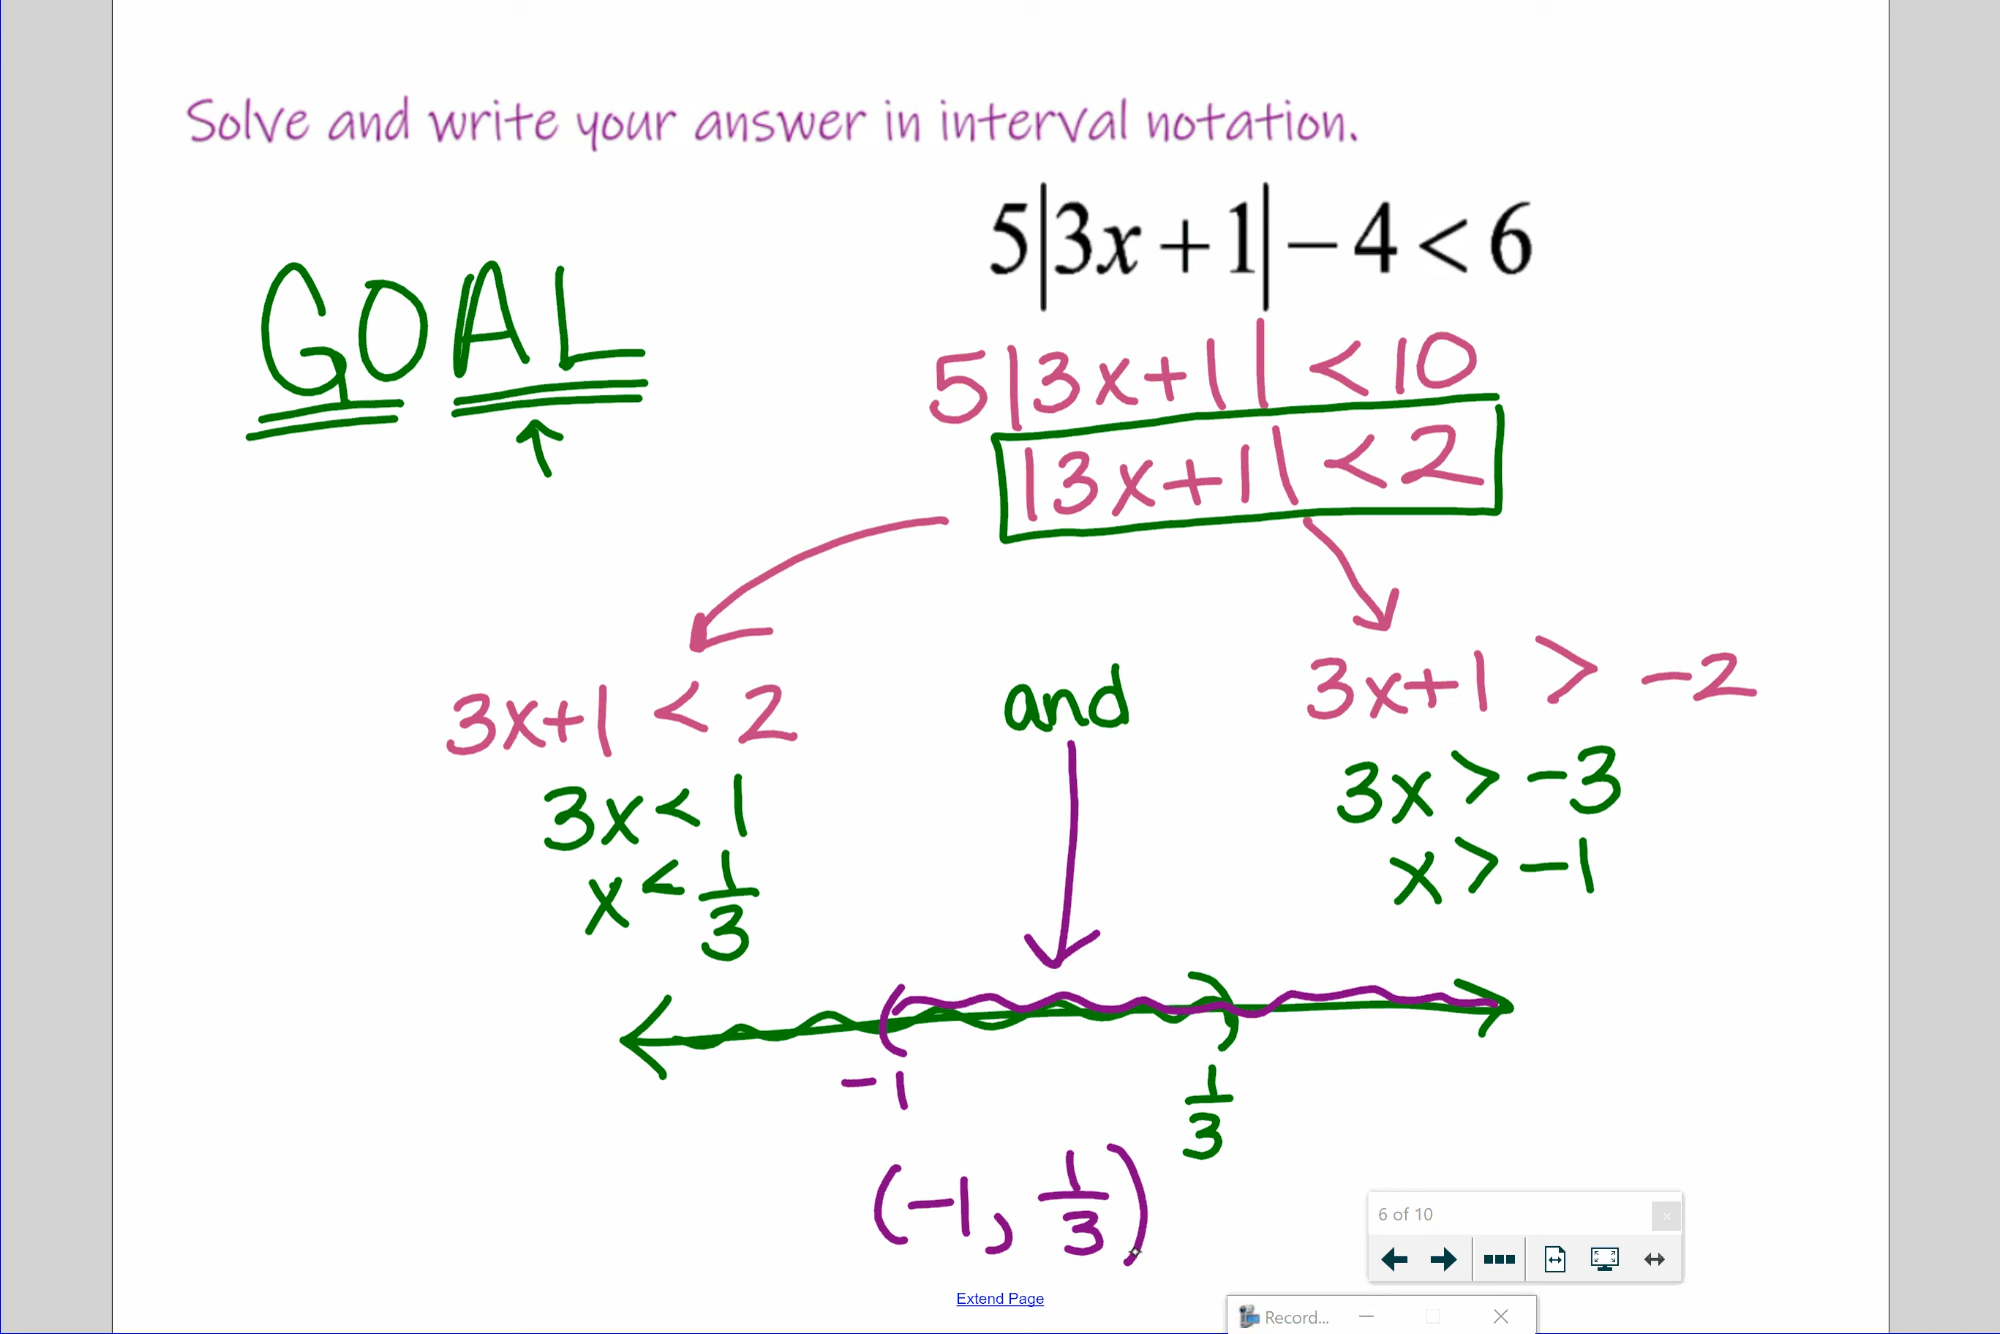 Solve and write your answer in interval notation.
5|3x+1|−4<6
GOAL
5|3x+1|<10
|3x+1|<2
3x+1<2
and
3x+1>−2
3x<1
3x>−3
x<1/3
x>−1
−1
1/3
(−1, 1/3)
6 of 10
Extend Page
Record...